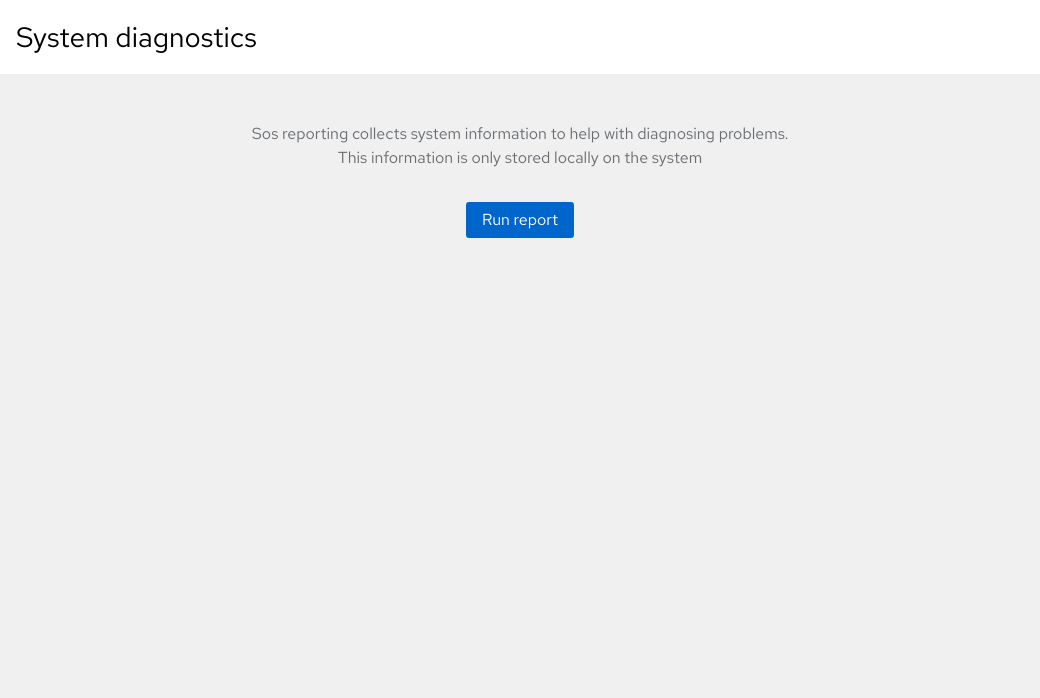 System diagnostics
Sos reporting collects system information to help with diagnosing problems.
This information is only stored locally on the system
Run report